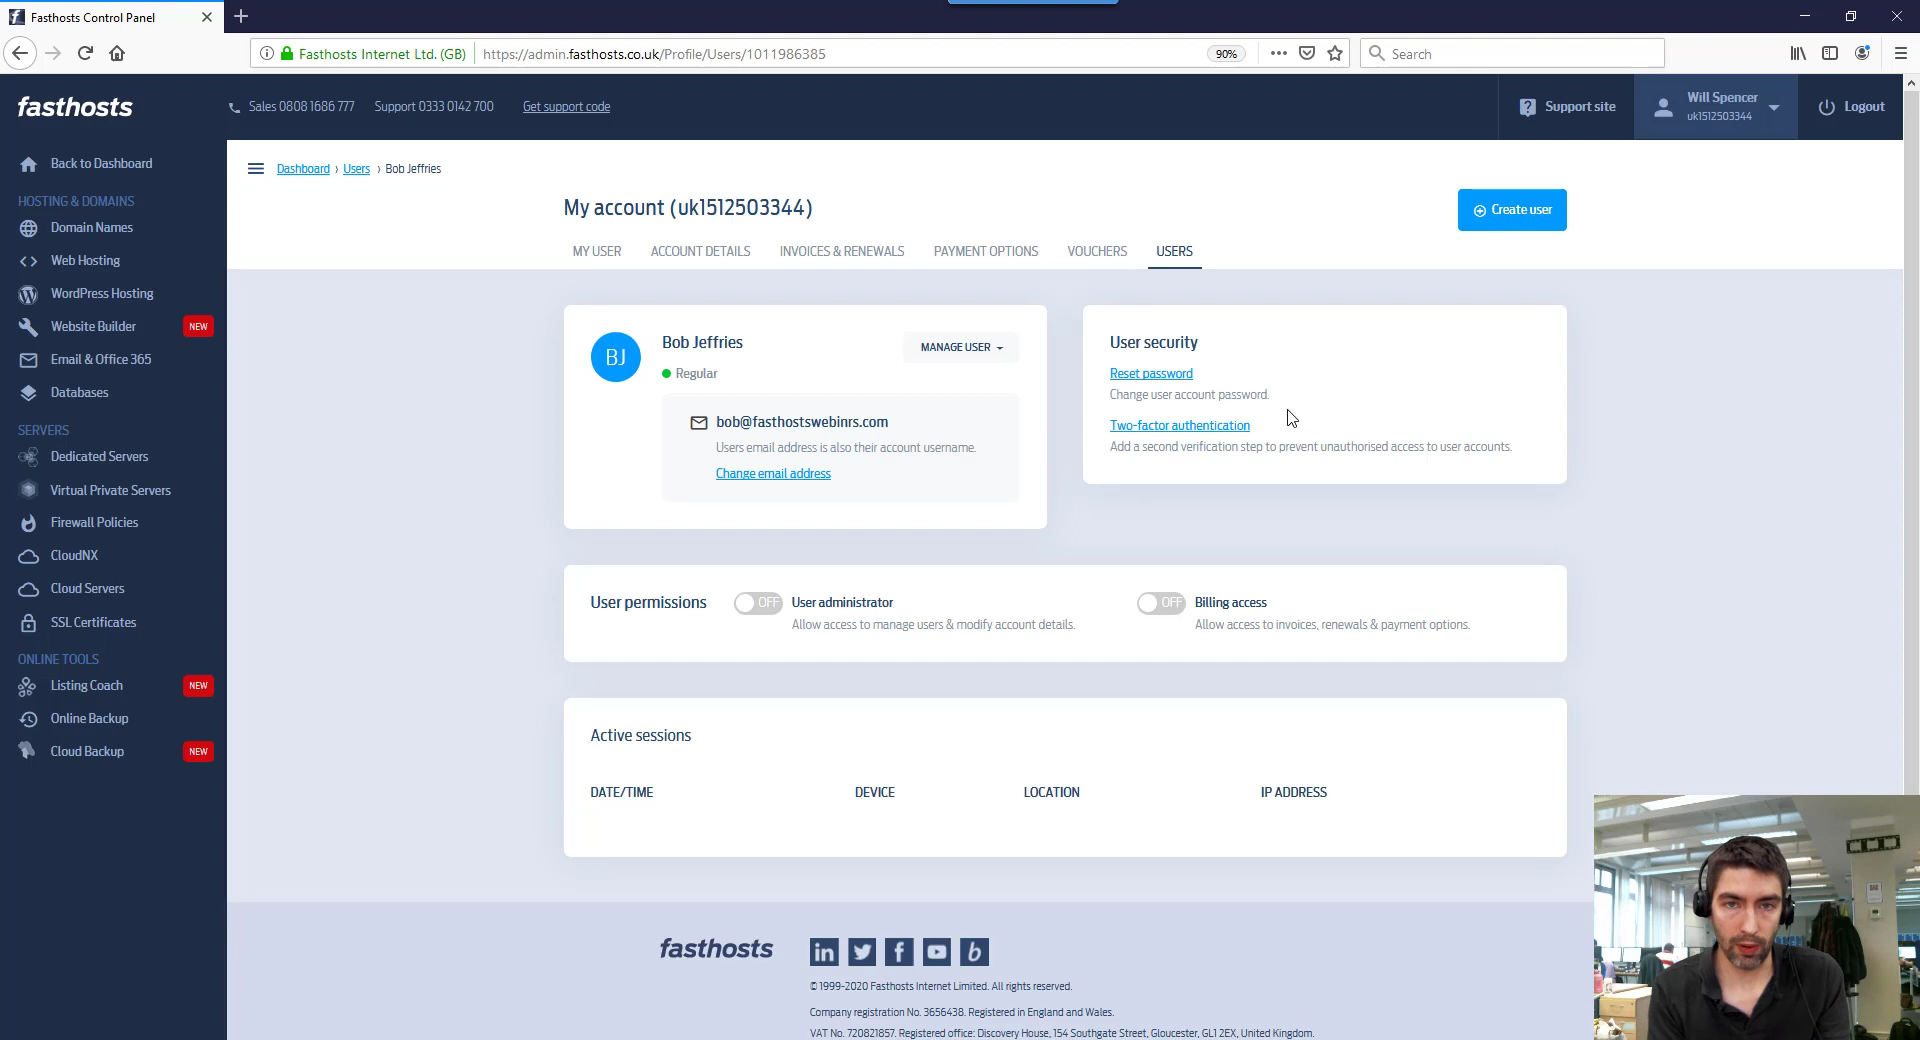 Fasthosts Control Panel
Fasthosts Internet Ltd. (GB)
https://admin.fasthosts.co.uk/Profile/Users/1011986385
90%
Search
fasthosts
Sales 0808 1686 777
Support 0333 0142 700
Get support code
Support site
Will Spencer
uk1512503344
Logout
Back to Dashboard
HOSTING & DOMAINS
Domain Names
Web Hosting
WordPress Hosting
Website Builder
NEW
Email & Office 365
Databases
SERVERS
Dedicated Servers
Virtual Private Servers
Firewall Policies
CloudNX
Cloud Servers
SSL Certificates
ONLINE TOOLS
Listing Coach
NEW
Online Backup
Cloud Backup
NEW
Dashboard › Users › Bob Jeffries
My account (uk1512503344)
Create user
MY USER
ACCOUNT DETAILS
INVOICES & RENEWALS
PAYMENT OPTIONS
VOUCHERS
USERS
BJ
Bob Jeffries
MANAGE USER
Regular
bob@fasthostswebinrs.com
Users email address is also their account username.
Change email address
User security
Reset password
Change user account password.
Two-factor authentication
Add a second verification step to prevent unauthorised access to user accounts.
User permissions
OFF
User administrator
Allow access to manage users & modify account details.
OFF
Billing access
Allow access to invoices, renewals & payment options.
Active sessions
DATE/TIME
DEVICE
LOCATION
IP ADDRESS
fasthosts
© 1999-2020 Fasthosts Internet Limited. All rights reserved.
Company registration No. 3656438. Registered in England and Wales.
VAT No. 720821857. Registered office: Discovery House, 154 Southgate Street, Gloucester, GL1 2EX, United Kingdom.